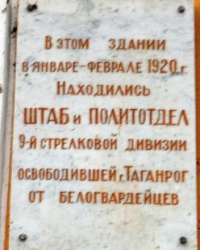 В этом здании
в январе-феврале 1920 г.
Находились
ШТАБ и ПОЛИТОТДЕЛ
9-й стрелковой дивизии
освободившей г. Таганрог
от белогвардейцев